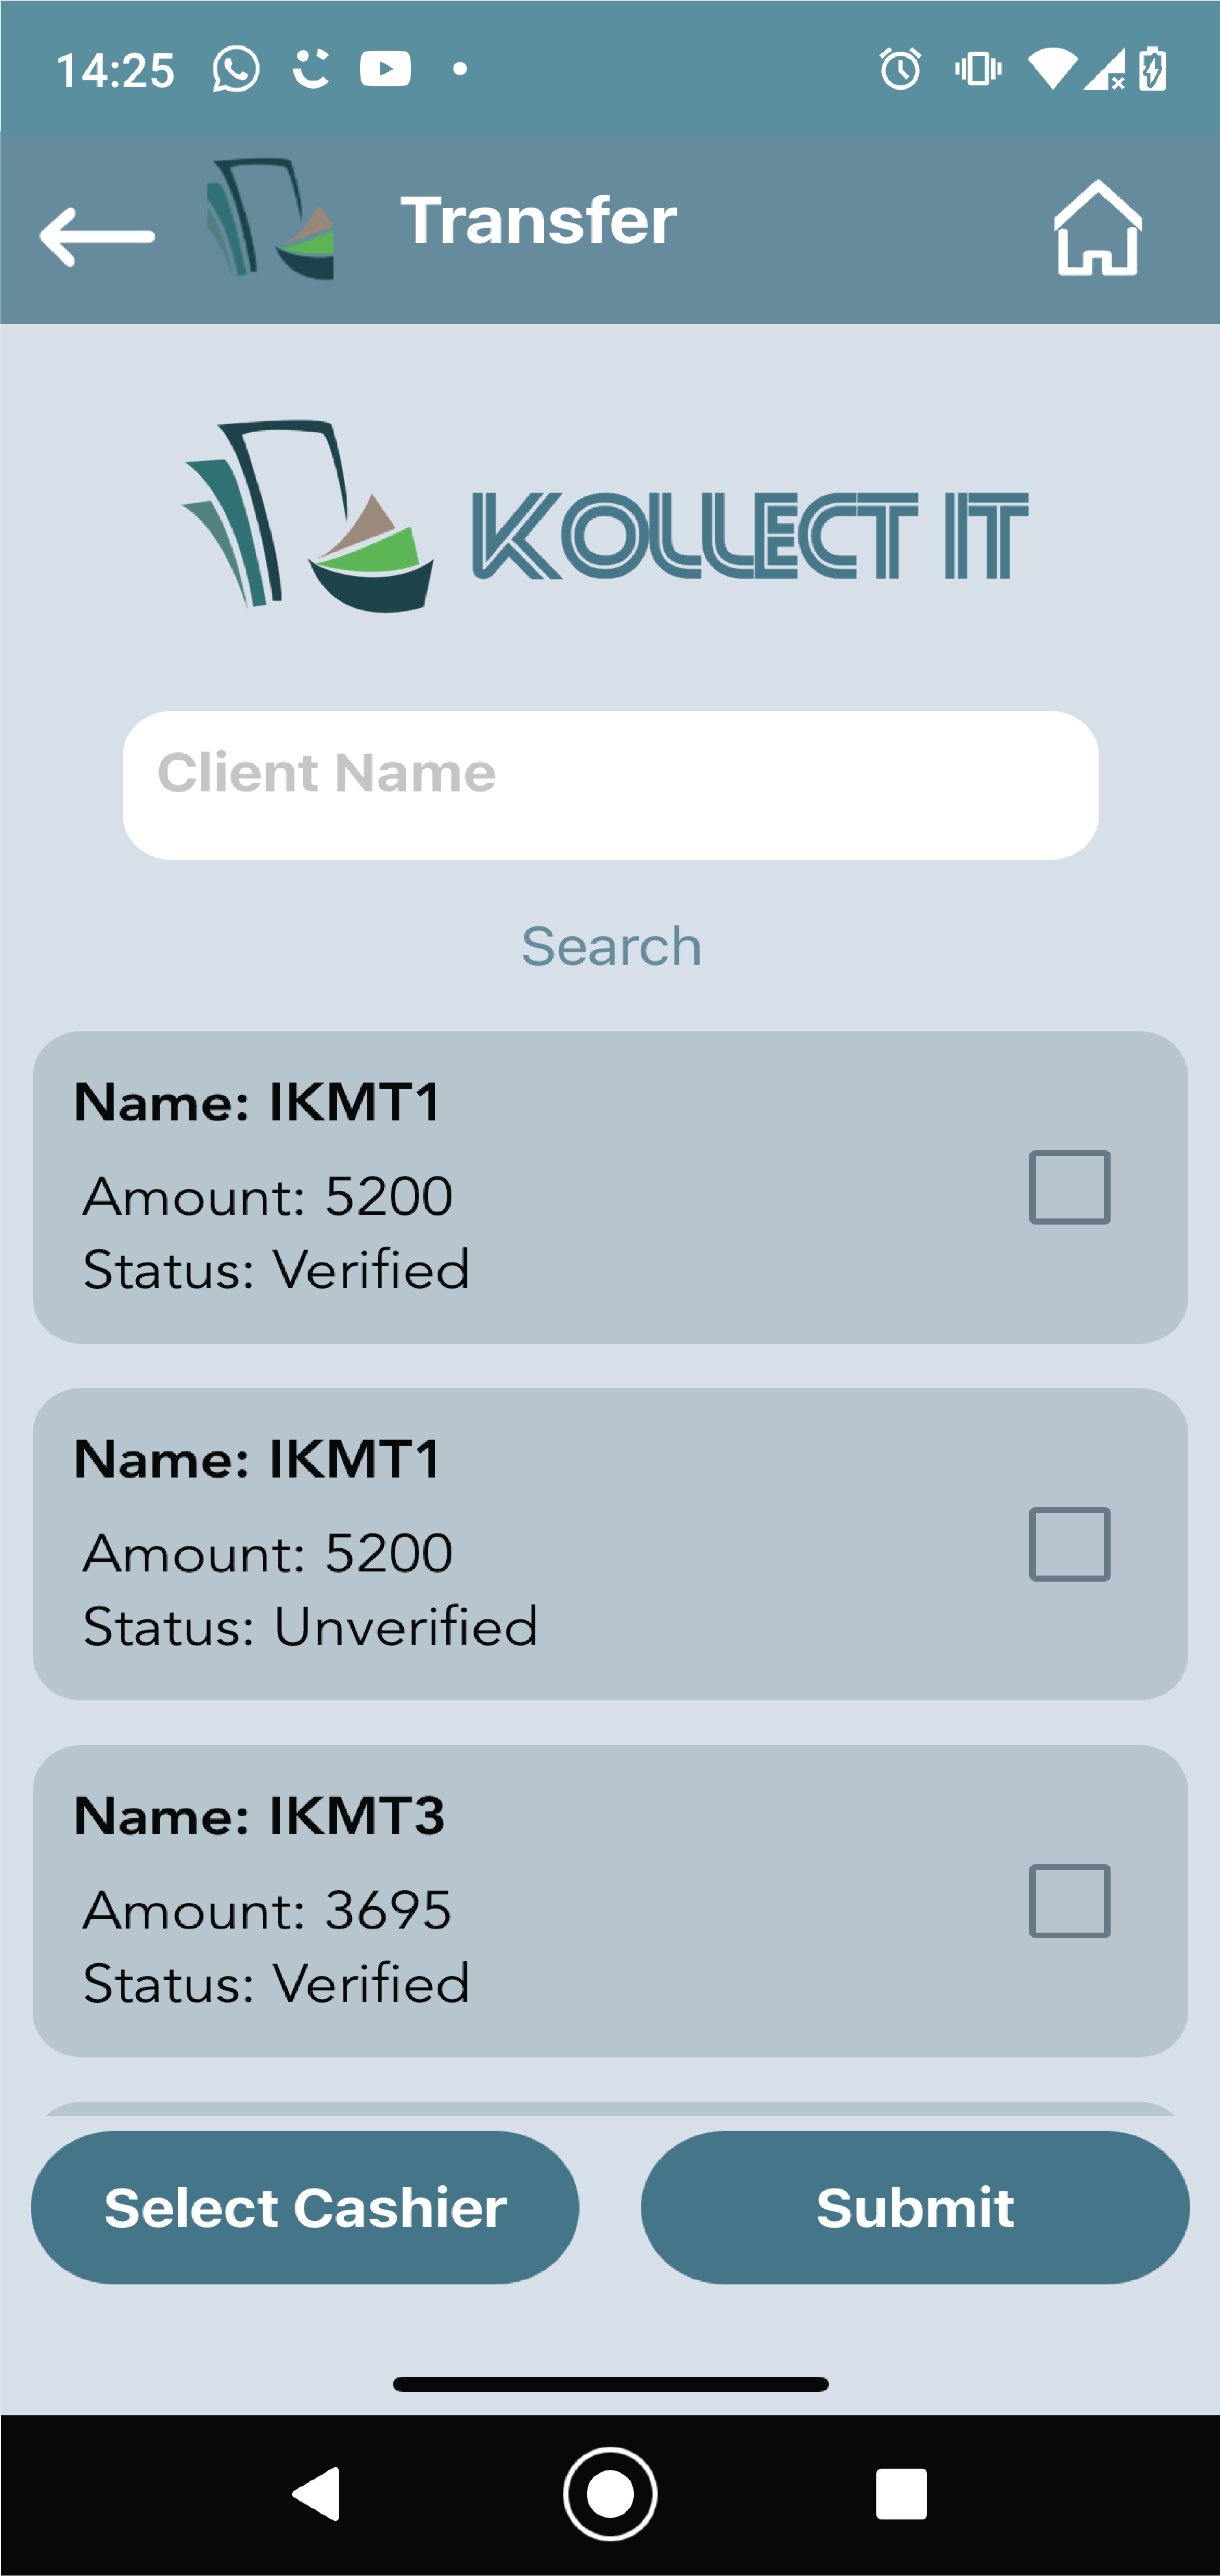 14:25
Transfer
KOLLECT IT
Client Name
Search
Name: IKMT1
Amount: 5200
Status: Verified
Name: IKMT1
Amount: 5200
Status: Unverified
Name: IKMT3
Amount: 3695
Status: Verified
Select Cashier
Submit